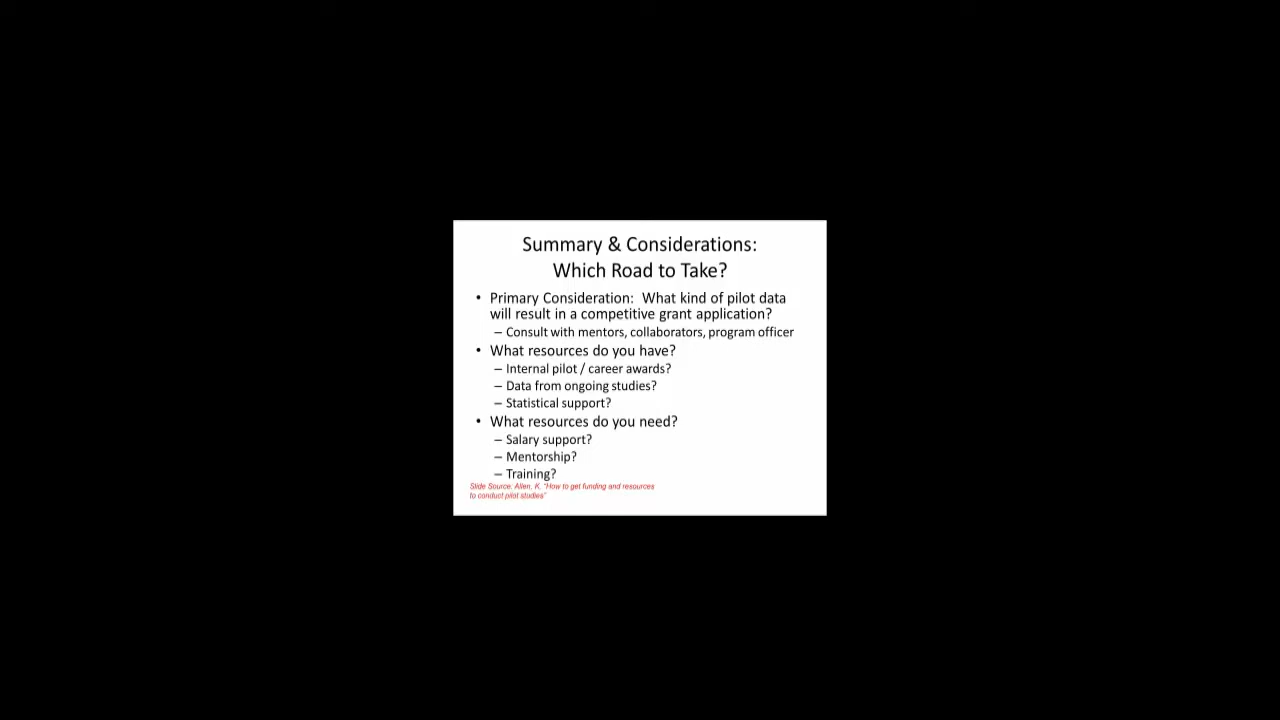 Summary & Considerations:
Which Road to Take?
• Primary Consideration:  What kind of pilot data
will result in a competitive grant application?
– Consult with mentors, collaborators, program officer
• What resources do you have?
– Internal pilot / career awards?
– Data from ongoing studies?
– Statistical support?
• What resources do you need?
– Salary support?
– Mentorship?
– Training?
Slide Source: Allen, K. "How to get funding and resources
to conduct pilot studies"